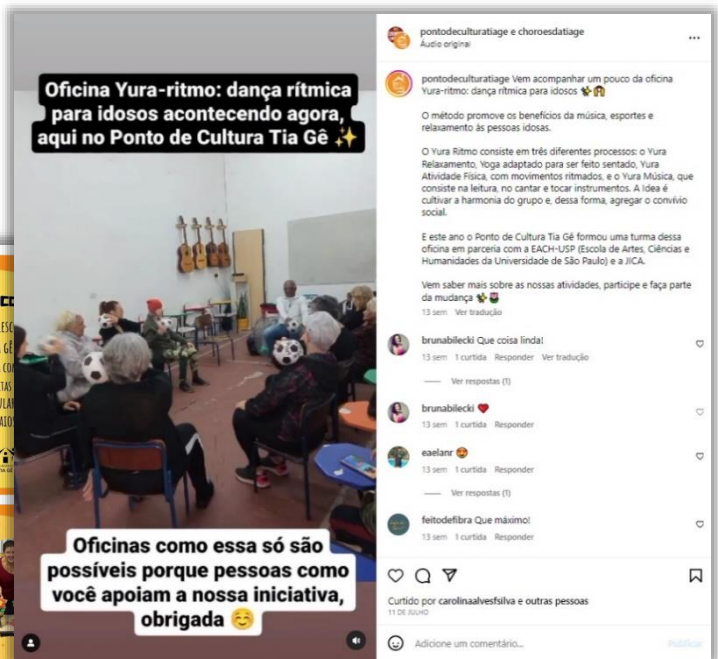 Oficina Yura-ritmo: dança rítmica
para idosos acontecendo agora,
aqui no Ponto de Cultura Tia Gê ✨
Oficinas como essa só são
possíveis porque pessoas como
você apoiam a nossa iniciativa,
obrigada ☺️
pontodeculturatiage e choroesdatiage
Áudio original
pontodeculturatiage Vem acompanhar um pouco da oficina
Yura-ritmo: dança rítmica para idosos
O método promove os benefícios da música, esportes e
relaxamento às pessoas idosas.
O Yura Ritmo consiste em três diferentes processos: o Yura
Relaxamento, Yoga adaptado para ser feito sentado, Yura
Atividade Física, com movimentos ritmados, e o Yura Música, que
consiste na leitura, no cantar e tocar instrumentos. A Idea é
cultivar a harmonia do grupo e, dessa forma, agregar o convívio
social.
E este ano o Ponto de Cultura Tia Gê formou uma turma dessa
oficina em parceria com a EACH-USP (Escola de Artes, Ciências e
Humanidades da Universidade de São Paulo) e a JICA.
Vem saber mais sobre as nossas atividades, participe e faça parte
da mudança
13 sem Ver tradução
brunabilecki Que coisa linda!
13 sem 1 curtida Responder Ver tradução
Ver respostas (1)
brunabilecki ❤️
13 sem 1 curtida Responder
eaelanr 😍
13 sem 1 curtida Responder
Ver respostas (1)
feitodefibra Que máximo!
13 sem 1 curtida Responder
Curtido por carolinaalvesfsilva e outras pessoas
11 DE JULHO
Adicione um comentário...
Publicar